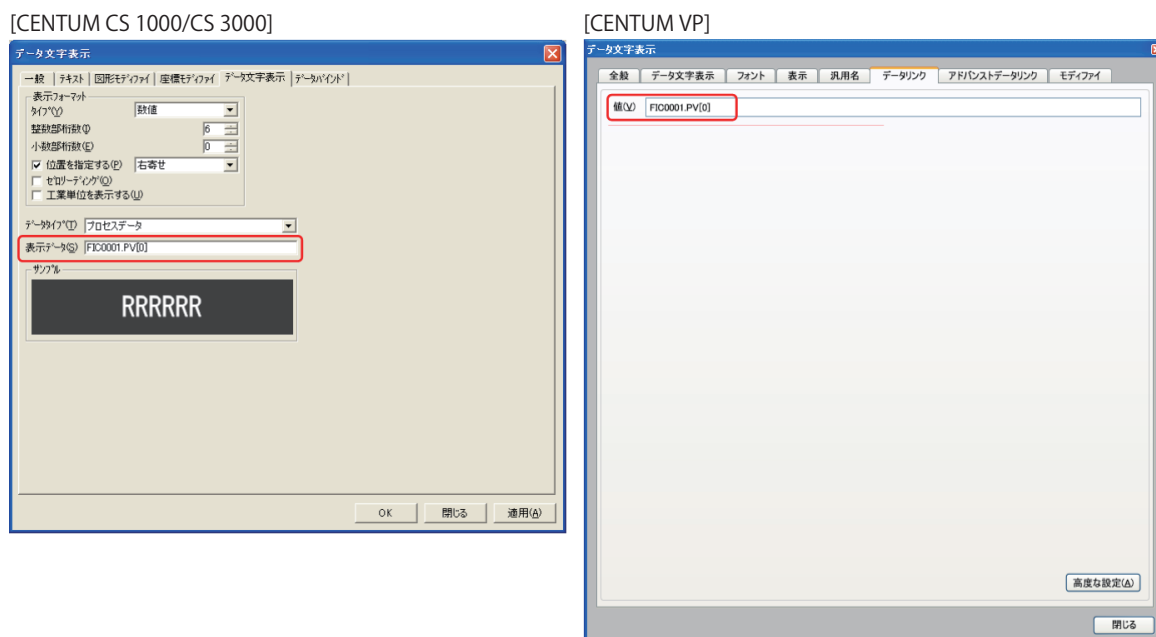 [CENTUM CS 1000/CS 3000]
データ文字表示
一般 テキスト 図形モディファイ 座標モディファイ データ文字表示 データバインド
表示フォーマット
タイプ(Y) 数値
整数部桁数(I) 6
小数部桁数(E) 0
位置を指定する(P) 右寄せ
ゼロリーディング(O)
工業単位を表示する(U)
データタイプ(T) プロセスデータ
表示データ(S) FIC0001.PV[0]
サンプル
RRRRRR
OK 閉じる 適用(A)
[CENTUM VP]
データ文字表示
全般 データ文字表示 フォント 表示 汎用名 データリンク アドバンストデータリンク モディファイ
値(V) FIC0001.PV[0]
高度な設定(A)
閉じる